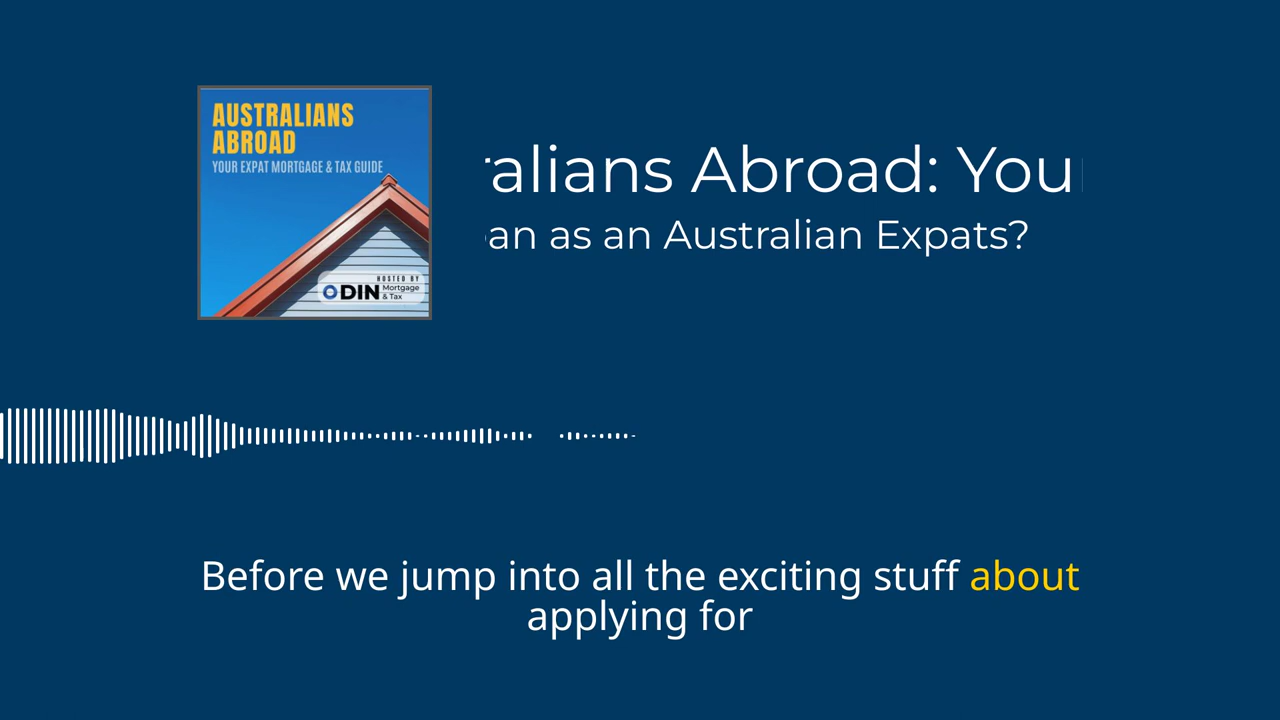 AUSTRALIANS
ABROAD
YOUR EXPAT MORTGAGE & TAX GUIDE
HOSTED BY
ODIN Mortgage
& Tax
ralians Abroad: You
an as an Australian Expats?
Before we jump into all the exciting stuff about
applying for